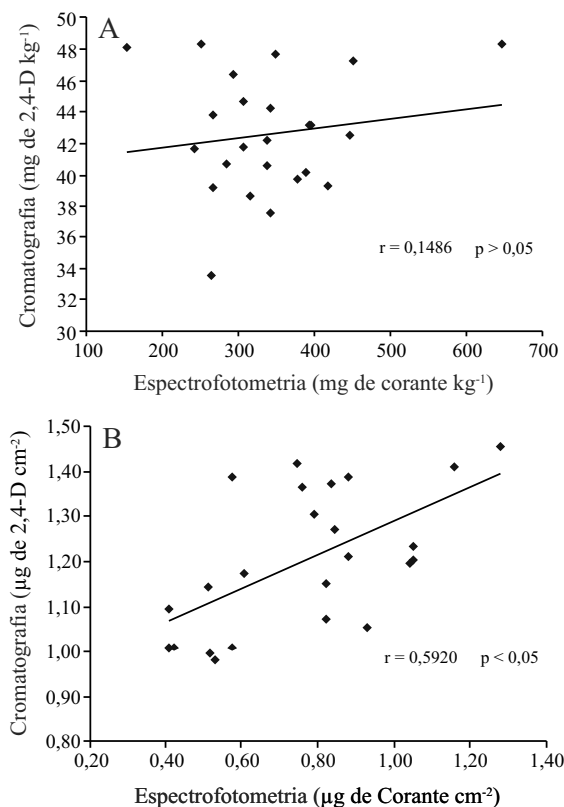 A
Cromatografia (mg de 2,4-D kg⁻¹)
48
46
44
42
40
38
36
34
32
30
50
r = 0,1486 p > 0,05
100 200 300 400 500 600 700
Espectrofotometria (mg de corante kg⁻¹)
B
Cromatografia (µg de 2,4-D cm⁻²)
1,50
1,40
1,30
1,20
1,10
1,00
0,90
0,80
r = 0,5920 p < 0,05
0,20 0,40 0,60 0,80 1,00 1,20 1,40
Espectrofotometria (µg de Corante cm⁻²)